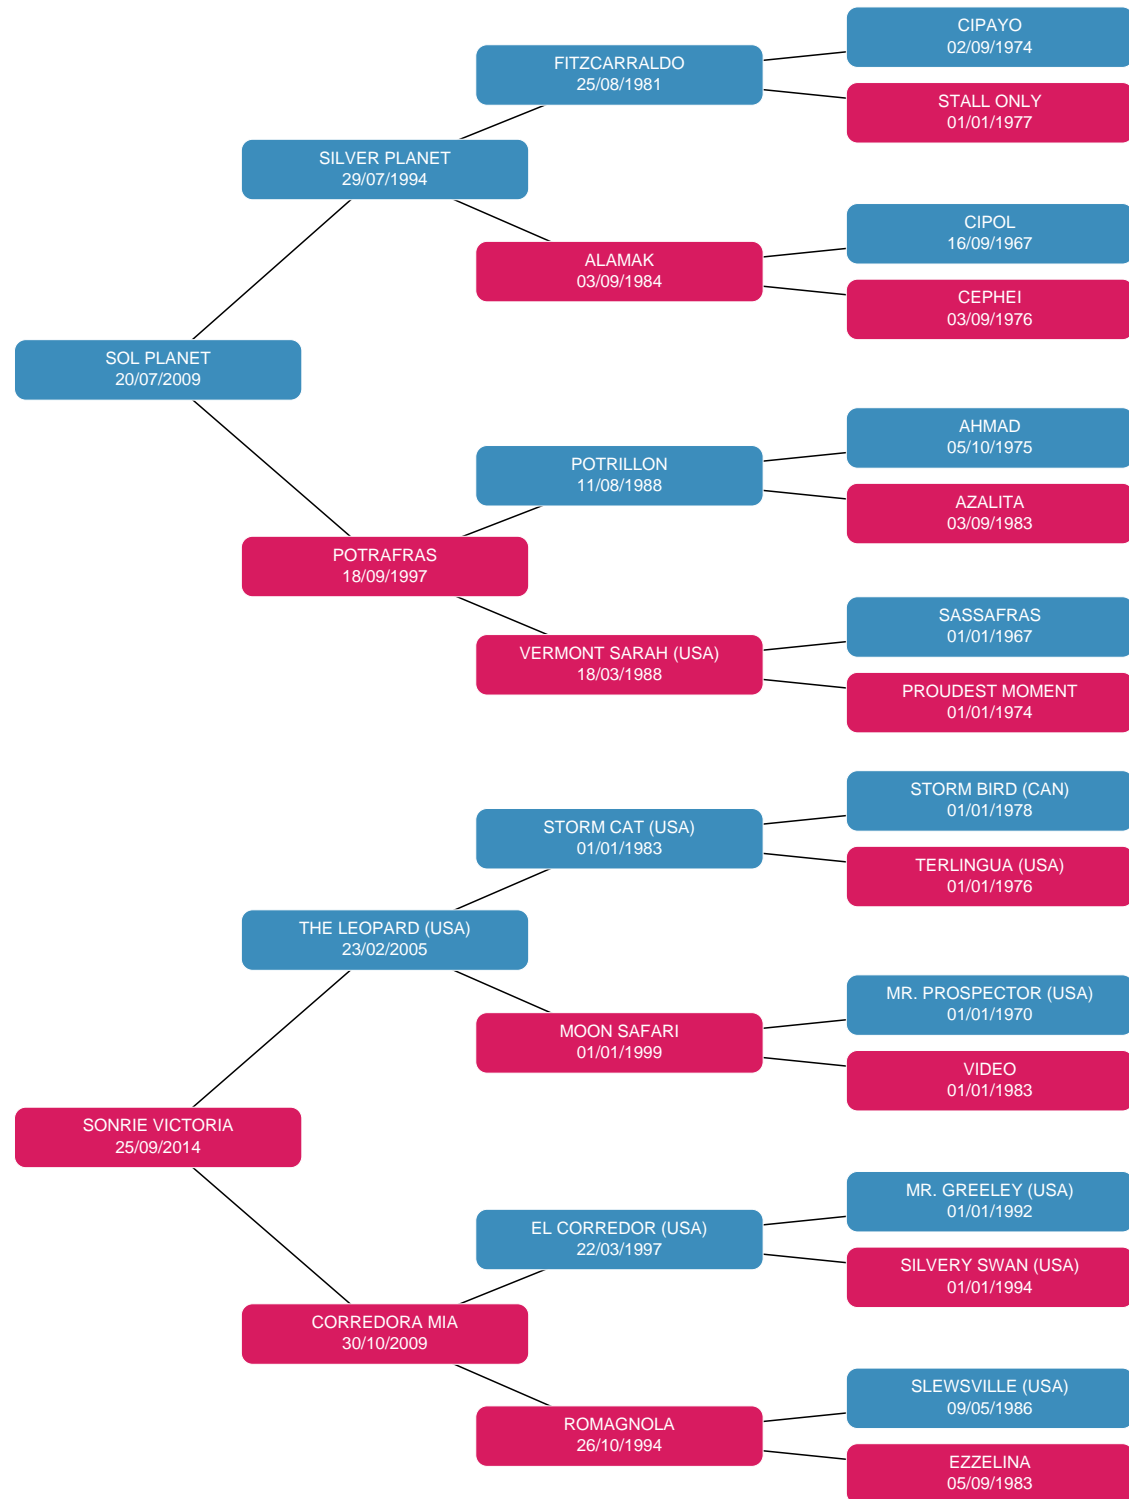 CIPAYO
02/09/1974
FITZCARRALDO
25/08/1981
STALL ONLY
01/01/1977
SILVER PLANET
29/07/1994
CIPOL
16/09/1967
ALAMAK
03/09/1984
CEPHEI
03/09/1976
SOL PLANET
20/07/2009
AHMAD
05/10/1975
POTRILLON
11/08/1988
AZALITA
03/09/1983
POTRAFRAS
18/09/1997
SASSAFRAS
01/01/1967
VERMONT SARAH (USA)
18/03/1988
PROUDEST MOMENT
01/01/1974
STORM BIRD (CAN)
01/01/1978
STORM CAT (USA)
01/01/1983
TERLINGUA (USA)
01/01/1976
THE LEOPARD (USA)
23/02/2005
MR. PROSPECTOR (USA)
01/01/1970
MOON SAFARI
01/01/1999
VIDEO
01/01/1983
SONRIE VICTORIA
25/09/2014
MR. GREELEY (USA)
01/01/1992
EL CORREDOR (USA)
22/03/1997
SILVERY SWAN (USA)
01/01/1994
CORREDORA MIA
30/10/2009
SLEWSVILLE (USA)
09/05/1986
ROMAGNOLA
26/10/1994
EZZELINA
05/09/1983